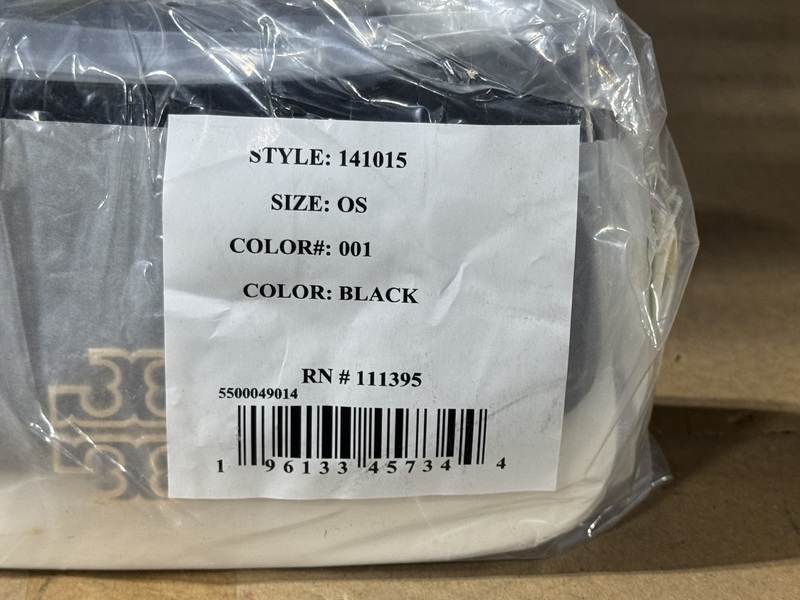 STYLE: 141015
SIZE: OS
COLOR#: 001
COLOR: BLACK
RN # 111395
5500049014
1 96133 45734 4